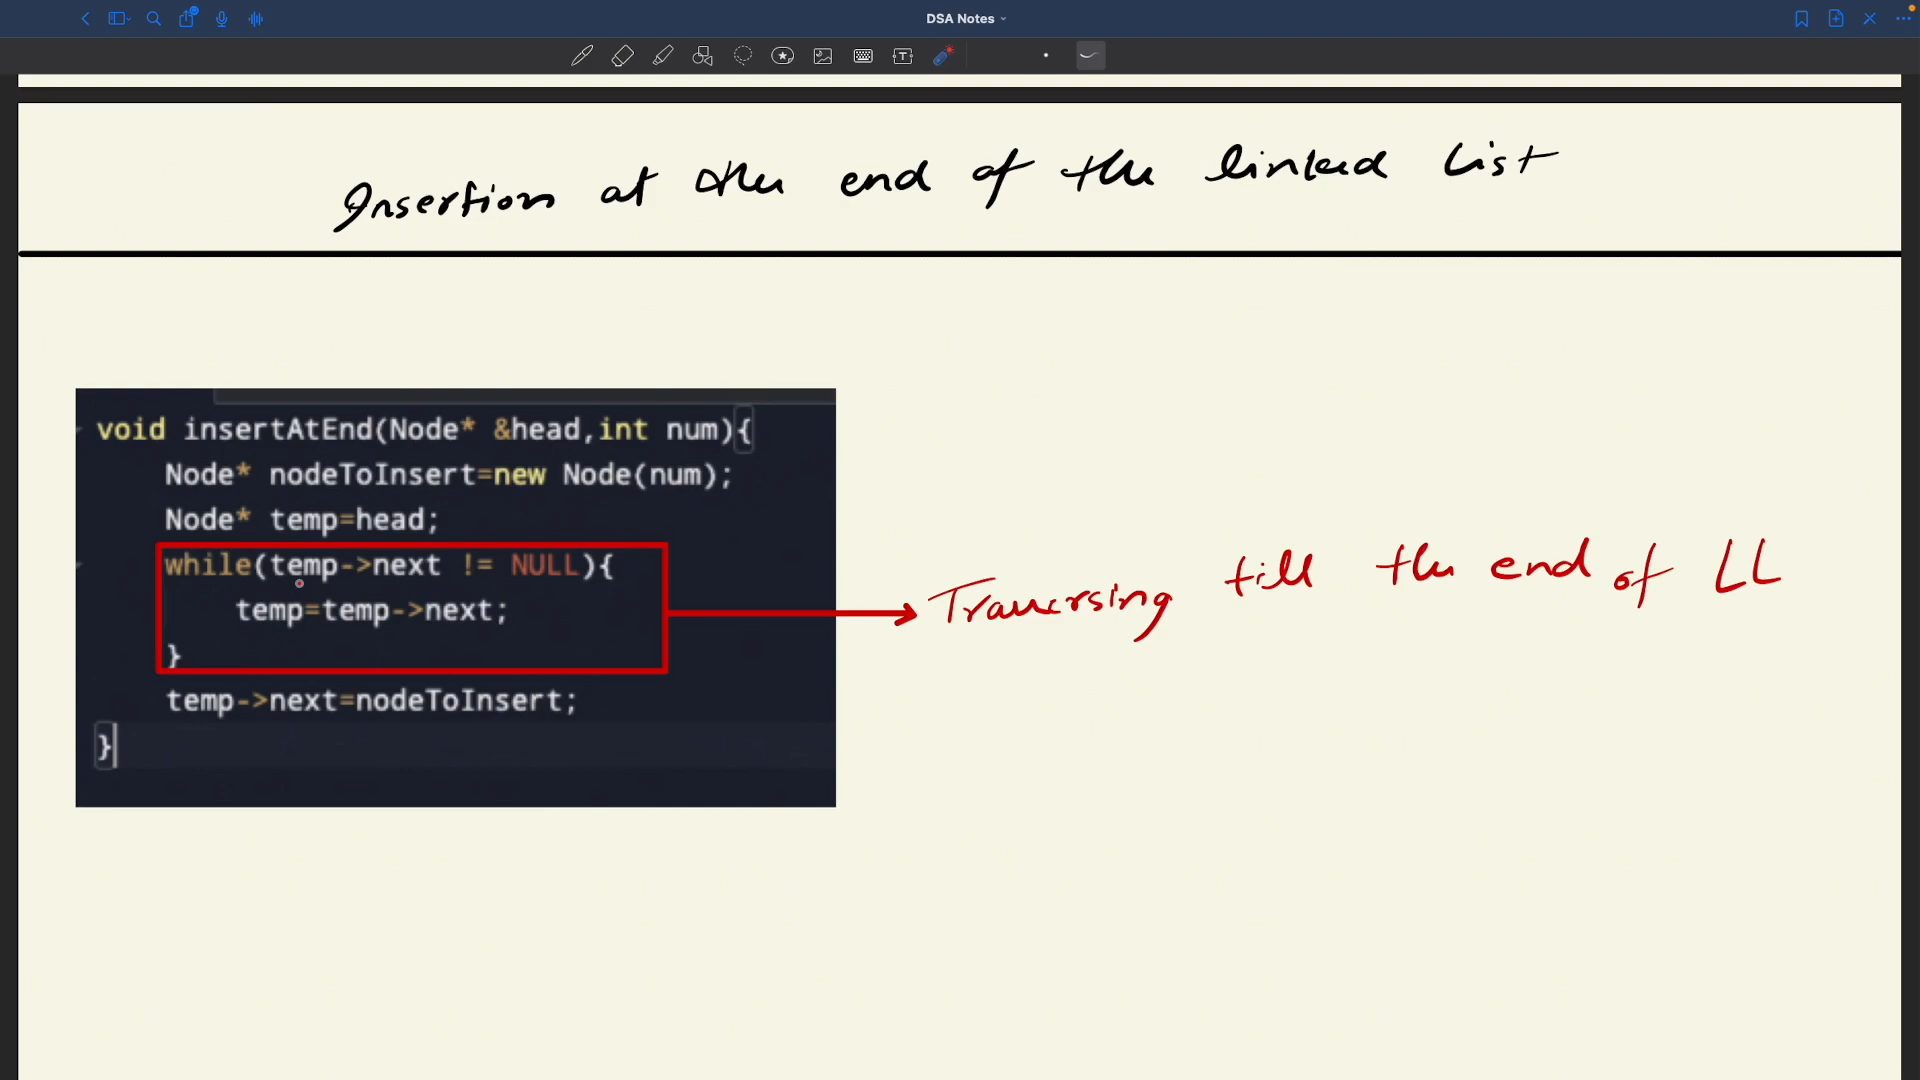 DSA Notes
Insertion at the end of the linked list
void insertAtEnd(Node* &head,int num){
Node* nodeToInsert=new Node(num);
Node* temp=head;
while(temp->next != NULL){
temp=temp->next;
}
temp->next=nodeToInsert;
}
Traversing till the end of LL